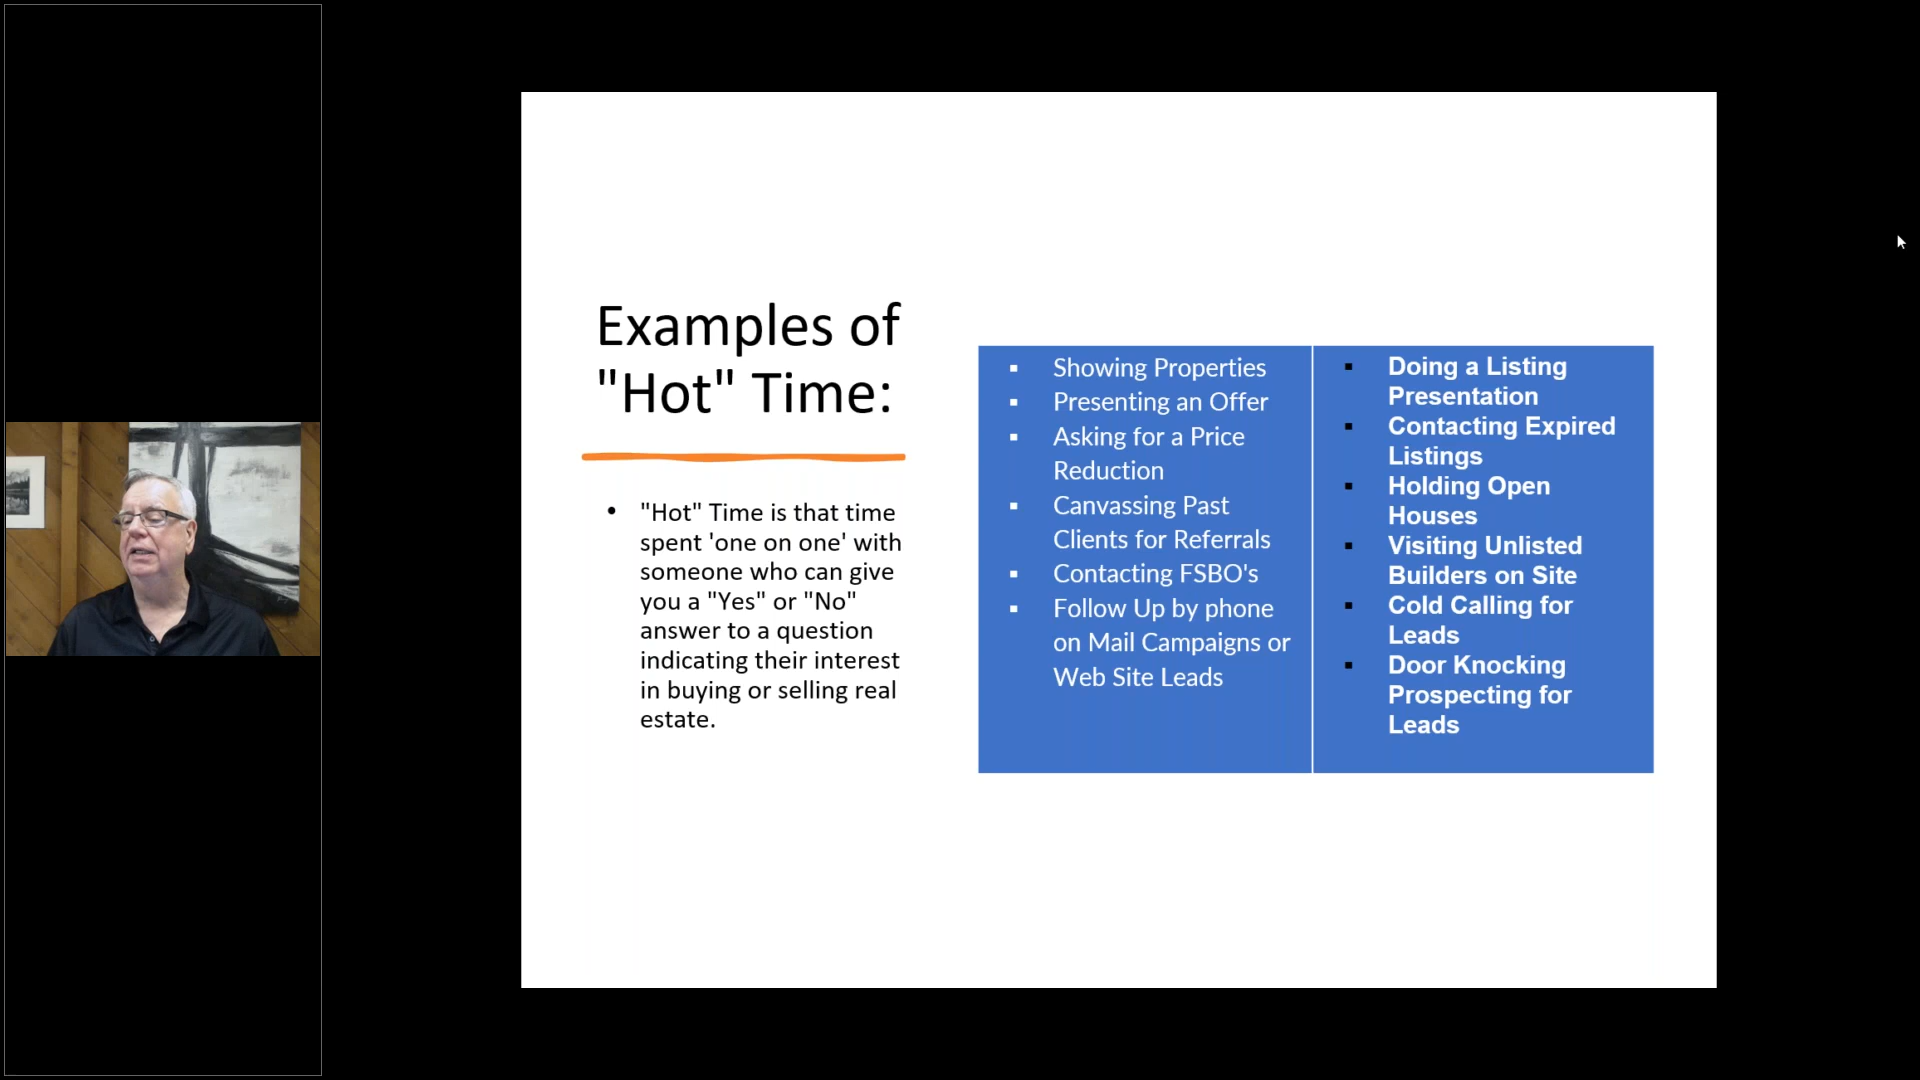 Examples of
"Hot" Time:
• "Hot" Time is that time
spent 'one on one' with
someone who can give
you a "Yes" or "No"
answer to a question
indicating their interest
in buying or selling real
estate.
▪ Showing Properties
▪ Presenting an Offer
▪ Asking for a Price
Reduction
▪ Canvassing Past
Clients for Referrals
▪ Contacting FSBO's
▪ Follow Up by phone
on Mail Campaigns or
Web Site Leads
▪ Doing a Listing
Presentation
▪ Contacting Expired
Listings
▪ Holding Open
Houses
▪ Visiting Unlisted
Builders on Site
▪ Cold Calling for
Leads
▪ Door Knocking
Prospecting for
Leads